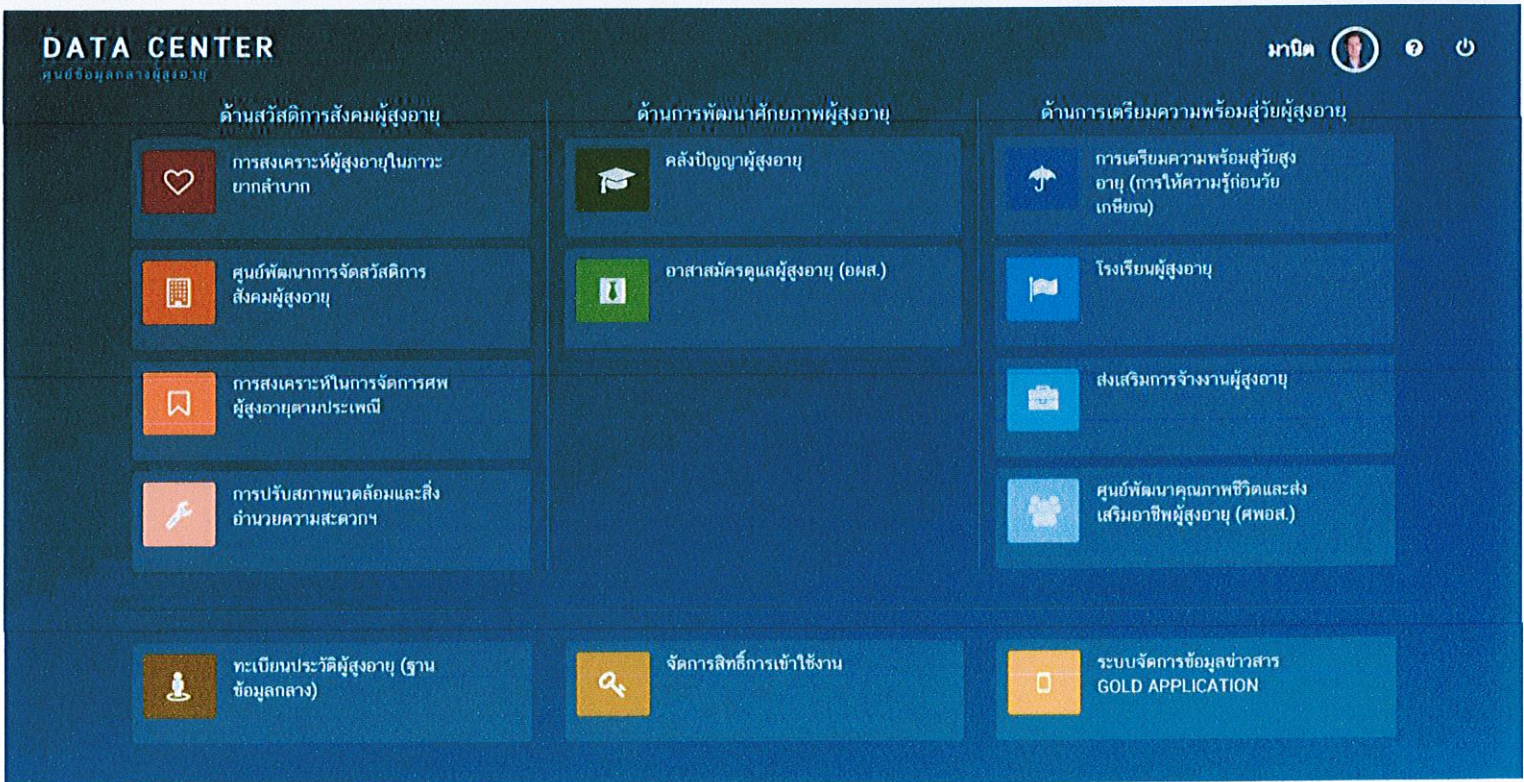 DATA CENTER
ศูนย์ข้อมูลกลางผู้สูงอายุ
มานิต
ด้านสวัสดิการสังคมผู้สูงอายุ
การสงเคราะห์ผู้สูงอายุในภาวะ
ยากลำบาก
ศูนย์พัฒนาการจัดสวัสดิการ
สังคมผู้สูงอายุ
การสงเคราะห์ในการจัดการศพ
ผู้สูงอายุตามประเพณี
การปรับสภาพแวดล้อมและสิ่ง
อำนวยความสะดวกฯ
ด้านการพัฒนาศักยภาพผู้สูงอายุ
คลังปัญญาผู้สูงอายุ
อาสาสมัครดูแลผู้สูงอายุ (อผส.)
ด้านการเตรียมความพร้อมสู่วัยผู้สูงอายุ
การเตรียมความพร้อมสู่วัยสูง
อายุ (การให้ความรู้ก่อนวัย
เกษียณ)
โรงเรียนผู้สูงอายุ
ส่งเสริมการจ้างงานผู้สูงอายุ
ศูนย์พัฒนาคุณภาพชีวิตและส่ง
เสริมอาชีพผู้สูงอายุ (ศพอส.)
ทะเบียนประวัติผู้สูงอายุ (ฐาน
ข้อมูลกลาง)
จัดการสิทธิ์การเข้าใช้งาน
ระบบจัดการข้อมูลข่าวสาร
GOLD APPLICATION